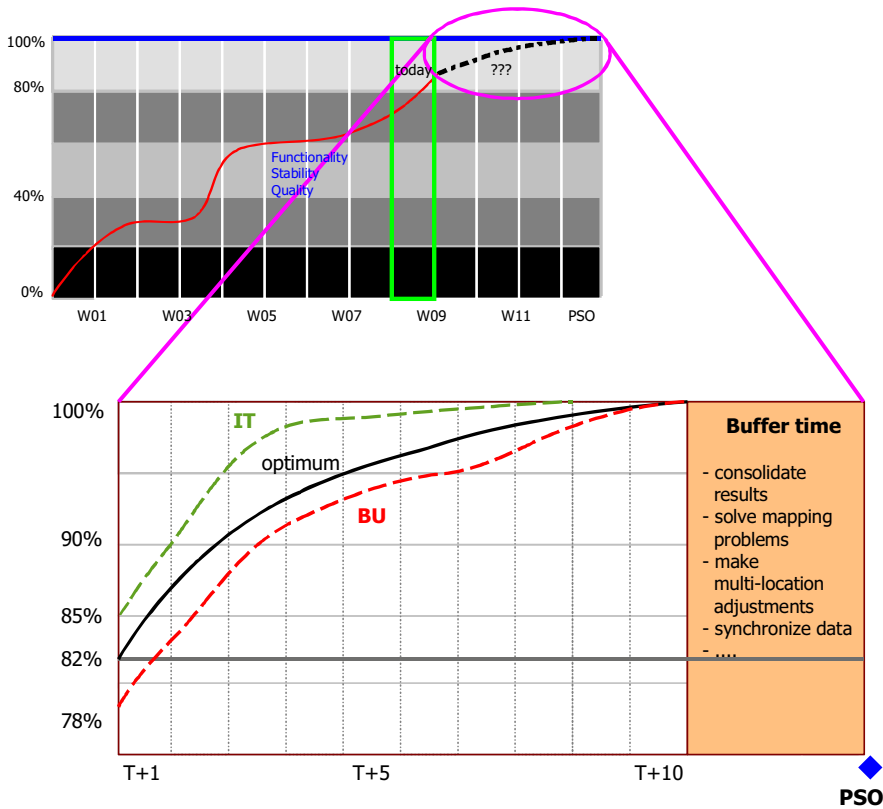 100%
today
???
80%
Functionality
Stability
Quality
40%
0%
W01
W03
W05
W07
W09
W11
PSO
100%
IT
optimum
BU
90%
85%
82%
78%
Buffer time
- consolidate
results
- solve mapping
problems
- make
multi-location
adjustments
- synchronize data
- ....
T+1
T+5
T+10
PSO